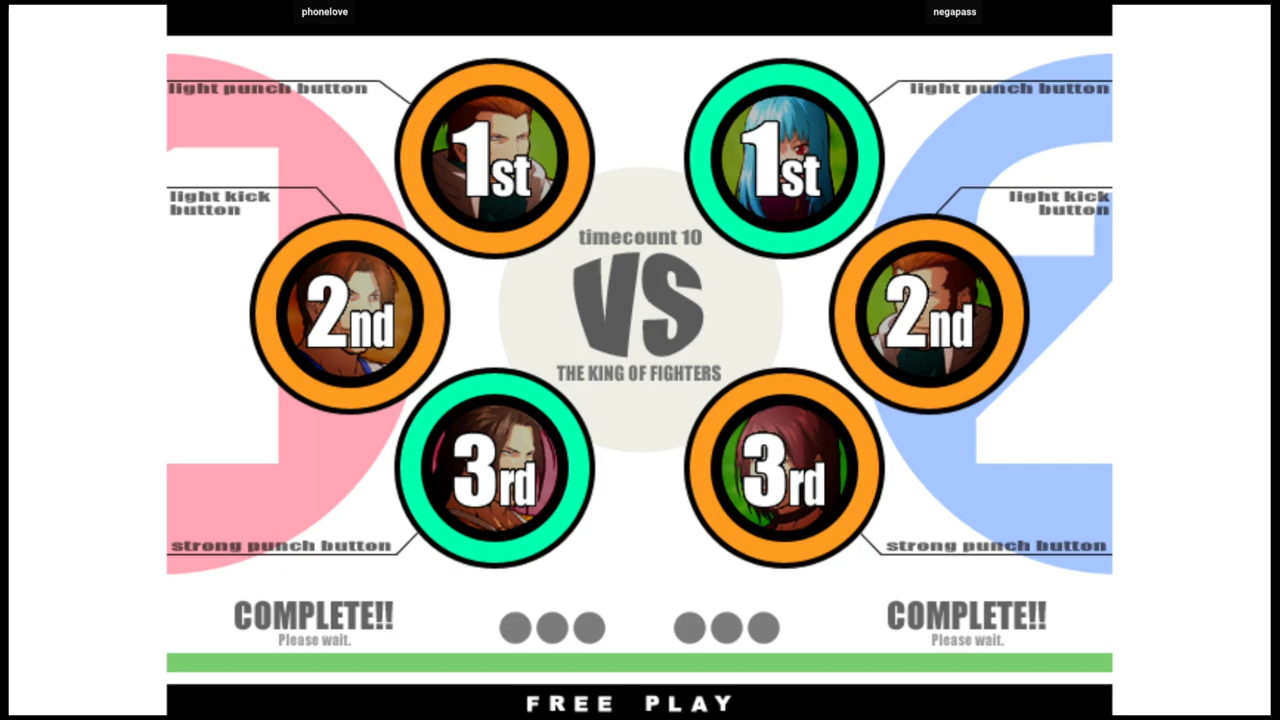 phonelove
negapass
light punch button
light punch button
1st
1st
light kick
button
light kick
button
timecount 10
VS
THE KING OF FIGHTERS
2nd
2nd
3rd
3rd
strong punch button
strong punch button
COMPLETE!!
Please wait.
COMPLETE!!
Please wait.
FREE PLAY